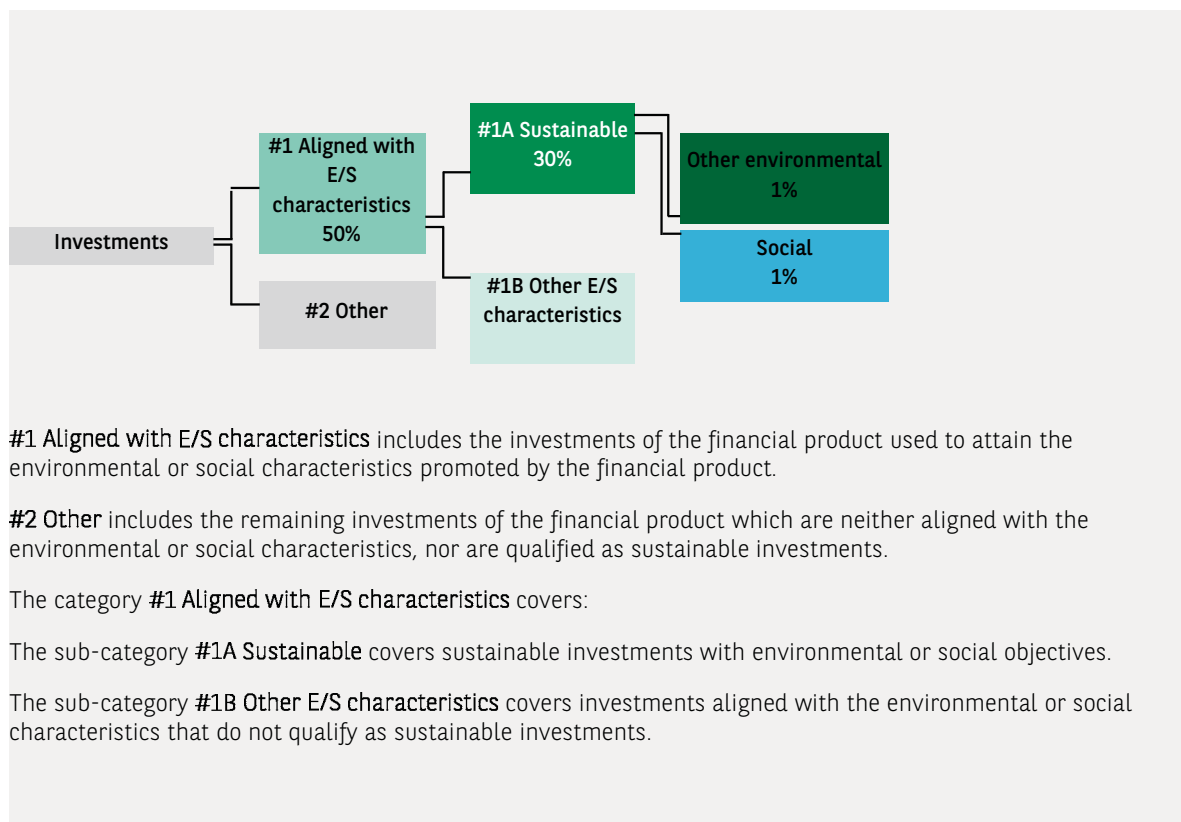 #1A Sustainable
30%
#1 Aligned with
E/S
characteristics
50%
Other environmental
1%
Investments
Social
1%
#2 Other
#1B Other E/S
characteristics
#1 Aligned with E/S characteristics includes the investments of the financial product used to attain the
environmental or social characteristics promoted by the financial product.
#2 Other includes the remaining investments of the financial product which are neither aligned with the
environmental or social characteristics, nor are qualified as sustainable investments.
The category #1 Aligned with E/S characteristics covers:
The sub-category #1A Sustainable covers sustainable investments with environmental or social objectives.
The sub-category #1B Other E/S characteristics covers investments aligned with the environmental or social
characteristics that do not qualify as sustainable investments.